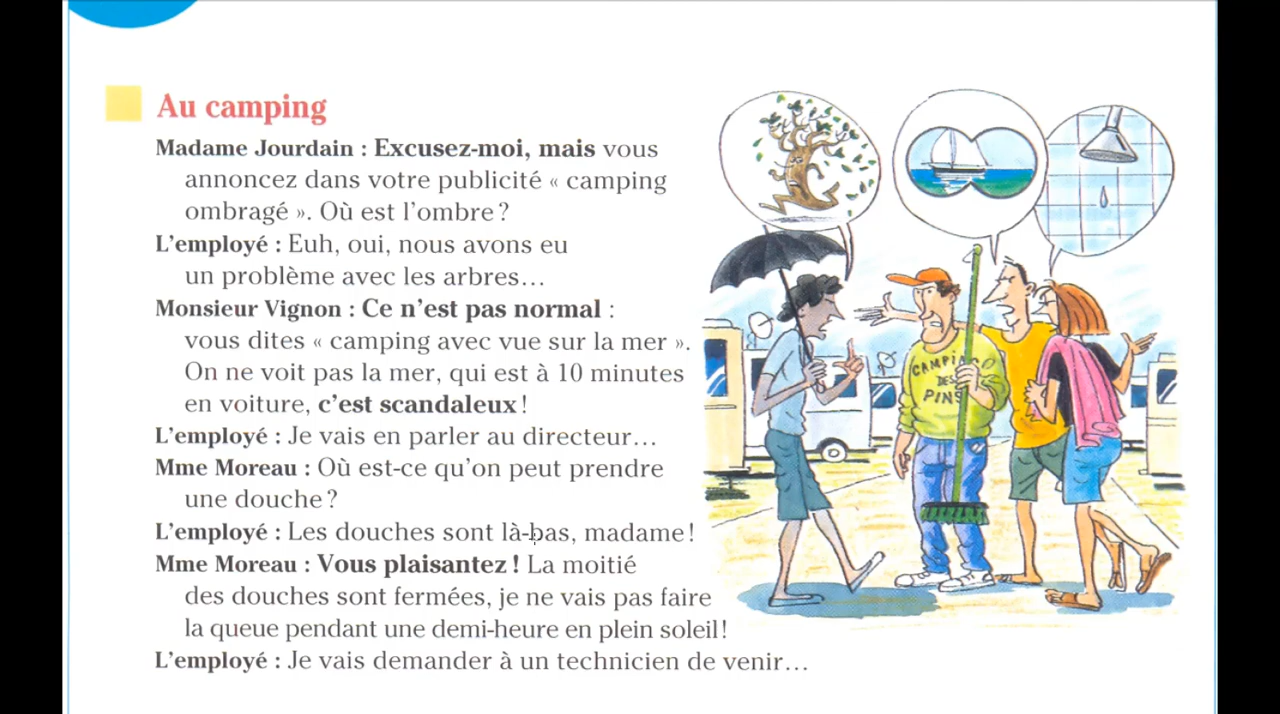 Au camping
Madame Jourdain : Excusez-moi, mais vous
annoncez dans votre publicité « camping
ombragé ». Où est l'ombre ?
L'employé : Euh, oui, nous avons eu
un problème avec les arbres...
Monsieur Vignon : Ce n'est pas normal :
vous dites « camping avec vue sur la mer ».
On ne voit pas la mer, qui est à 10 minutes
en voiture, c'est scandaleux !
L'employé : Je vais en parler au directeur...
Mme Moreau : Où est-ce qu'on peut prendre
une douche ?
L'employé : Les douches sont là-bas, madame !
Mme Moreau : Vous plaisantez ! La moitié
des douches sont fermées, je ne vais pas faire
la queue pendant une demi-heure en plein soleil !
L'employé : Je vais demander à un technicien de venir...
CAMPING
DES
PINS